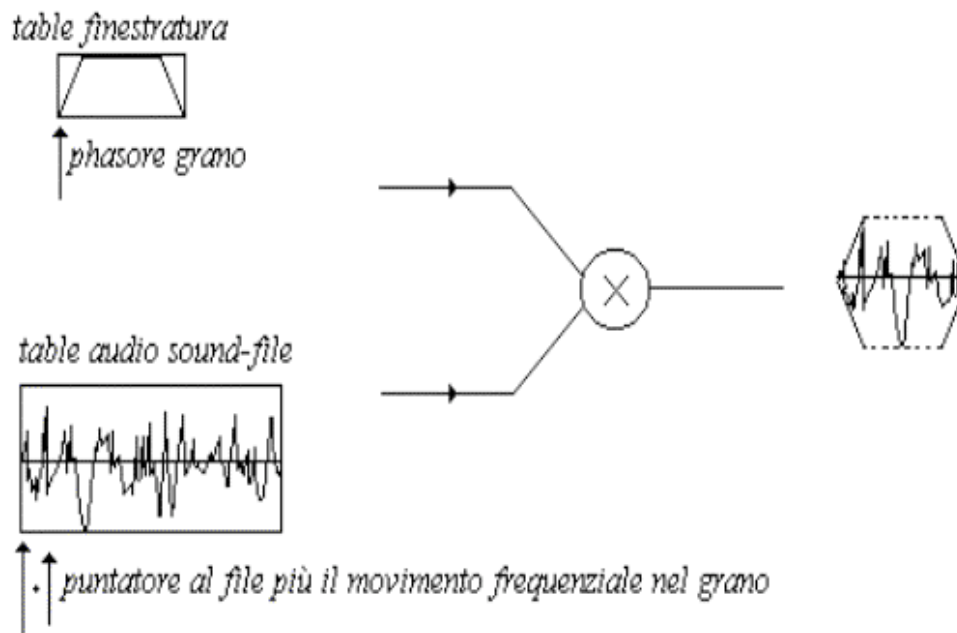 table finestratura
phasore grano
table audio sound-file
puntatore al file più il movimento frequenziale nel grano